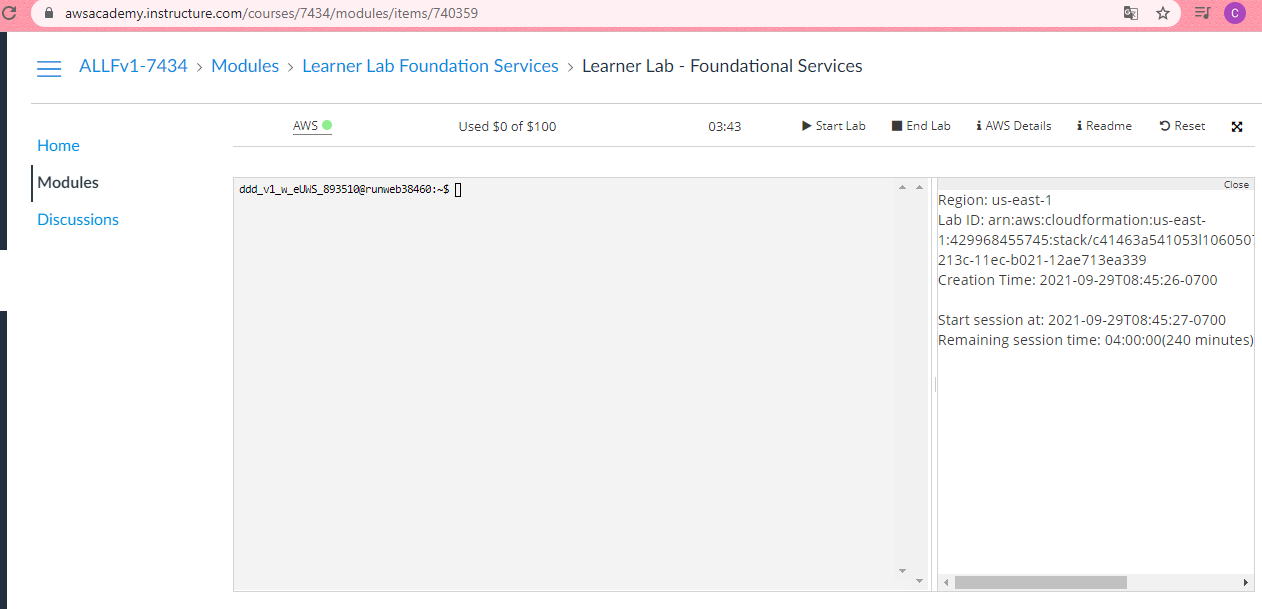 awsacademy.instructure.com/courses/7434/modules/items/740359
C
ALLFv1-7434 > Modules > Learner Lab Foundation Services > Learner Lab - Foundational Services
AWS Used $0 of $100 03:43 Start Lab End Lab AWS Details Readme Reset
Home
Modules
Discussions
ddd_v1_w_eUWS_893510@runweb38460:~$
Close
Region: us-east-1
Lab ID: arn:aws:cloudformation:us-east-
1:429968455745:stack/c41463a541053l106050
213c-11ec-b021-12ae713ea339
Creation Time: 2021-09-29T08:45:26-0700
Start session at: 2021-09-29T08:45:27-0700
Remaining session time: 04:00:00(240 minutes)